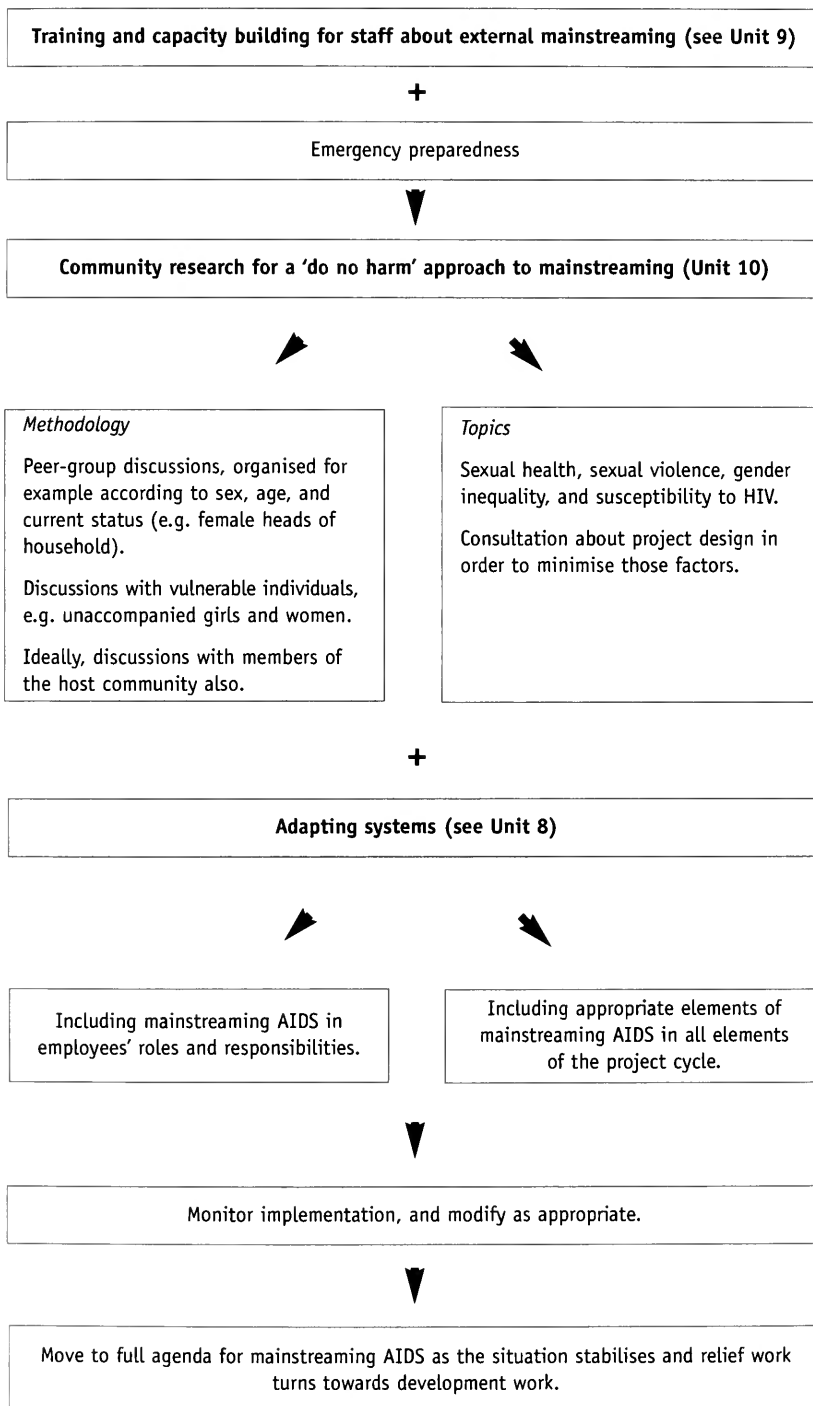 Training and capacity building for staff about external mainstreaming (see Unit 9)
+
Emergency preparedness
Community research for a 'do no harm' approach to mainstreaming (Unit 10)
Methodology
Peer-group discussions, organised for
example according to sex, age, and
current status (e.g. female heads of
household).
Discussions with vulnerable individuals,
e.g. unaccompanied girls and women.
Ideally, discussions with members of
the host community also.
Topics
Sexual health, sexual violence, gender
inequality, and susceptibility to HIV.
Consultation about project design in
order to minimise those factors.
+
Adapting systems (see Unit 8)
Including mainstreaming AIDS in
employees' roles and responsibilities.
Including appropriate elements of
mainstreaming AIDS in all elements
of the project cycle.
Monitor implementation, and modify as appropriate.
Move to full agenda for mainstreaming AIDS as the situation stabilises and relief work
turns towards development work.